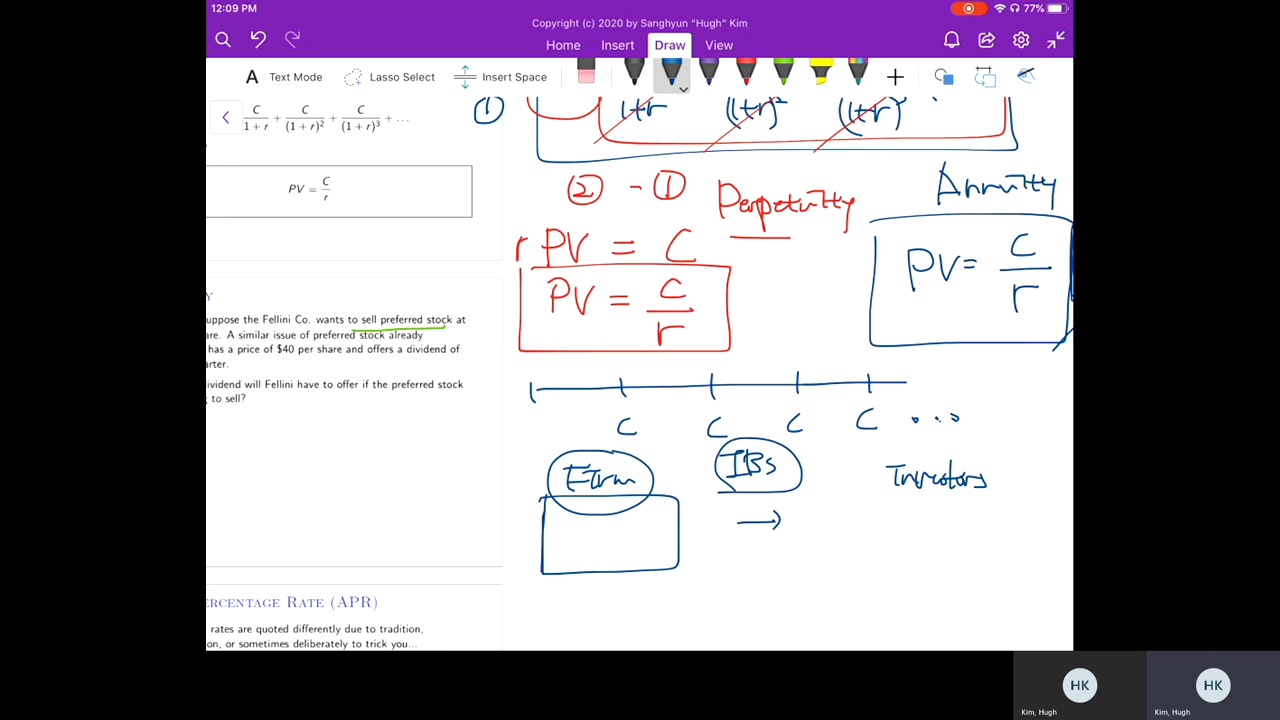 12:09 PM
77%
Copyright (c) 2020 by Sanghyun "Hugh" Kim
Home Insert Draw View
A Text Mode Lasso Select Insert Space
C/1 + r + C/(1 + r)² + C/(1 + r)³ + ...
① 1+r (1+r)² (1+r)
PV = C/r
② - ① Perpetuity
Annuity
r PV = C
PV = C/r
PV = C/r
Y
uppose the Fellini Co. wants to sell preferred stock at
are. A similar issue of preferred stock already
has a price of $40 per share and offers a dividend of
arter.
ividend will Fellini have to offer if the preferred stock
to sell?
C C C C ...
Firm IBs Investors
→
ERCENTAGE RATE (APR)
rates are quoted differently due to tradition,
on, or sometimes deliberately to trick you...
HK HK
Kim, Hugh Kim, Hugh